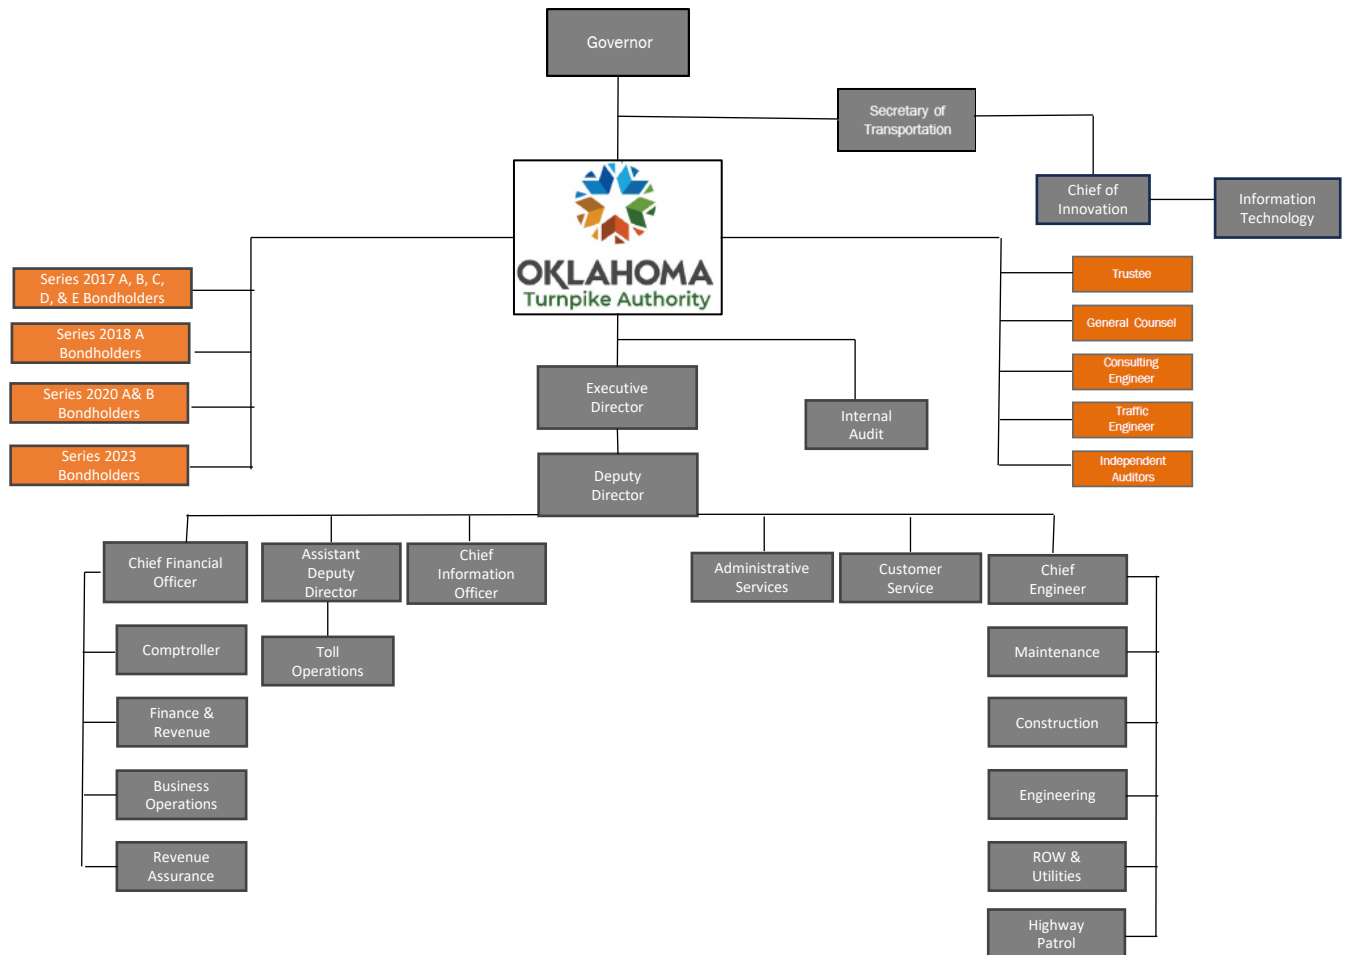 Governor
Secretary of
Transportation
Chief of
Innovation
Information
Technology
OKLAHOMA
Turnpike Authority
Series 2017 A, B, C,
D, & E Bondholders
Series 2018 A
Bondholders
Series 2020 A& B
Bondholders
Series 2023
Bondholders
Trustee
General Counsel
Consulting
Engineer
Traffic
Engineer
Independent
Auditors
Executive
Director
Internal
Audit
Deputy
Director
Chief Financial
Officer
Assistant
Deputy
Director
Chief
Information
Officer
Administrative
Services
Customer
Service
Chief
Engineer
Comptroller
Finance &
Revenue
Business
Operations
Revenue
Assurance
Toll
Operations
Maintenance
Construction
Engineering
ROW &
Utilities
Highway
Patrol